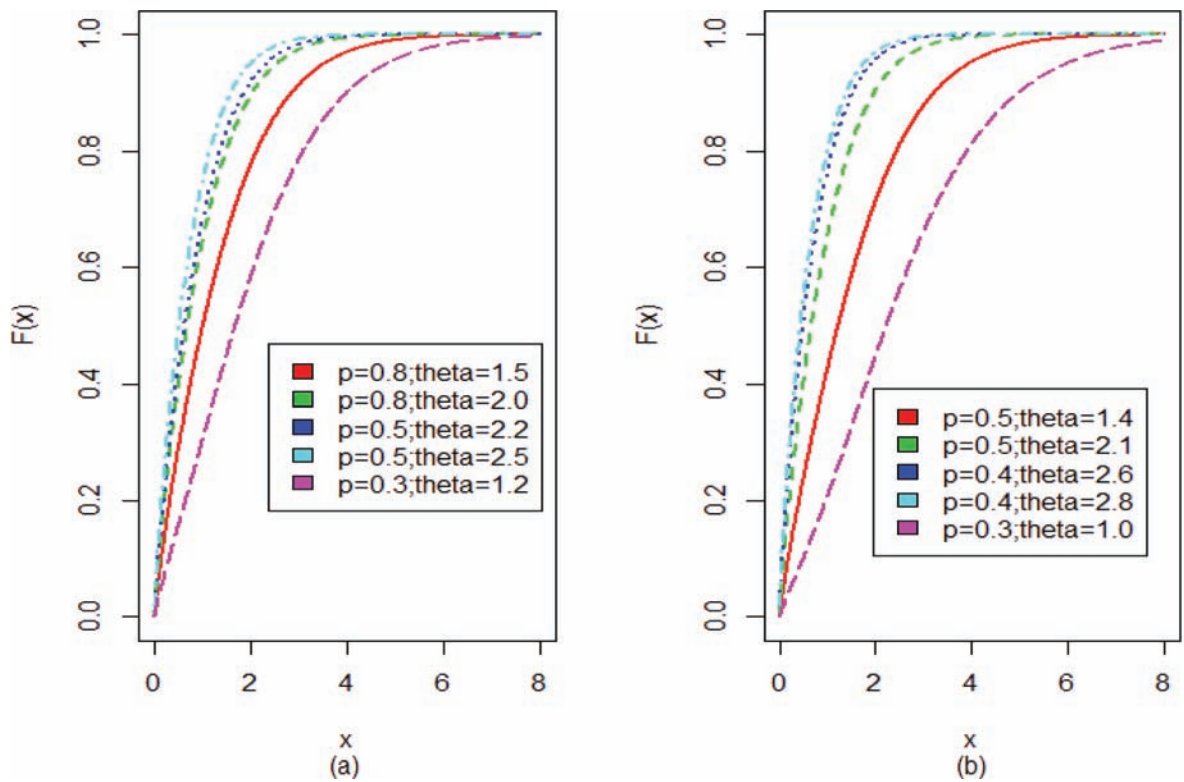 F(x)
1.0
0.8
0.6
0.4
0.2
0.0
p=0.8;theta=1.5
p=0.8;theta=2.0
p=0.5;theta=2.2
p=0.5;theta=2.5
p=0.3;theta=1.2
0 2 4 6 8
x
(a)
F(x)
1.0
0.8
0.6
0.4
0.2
0.0
p=0.5;theta=1.4
p=0.5;theta=2.1
p=0.4;theta=2.6
p=0.4;theta=2.8
p=0.3;theta=1.0
0 2 4 6 8
x
(b)